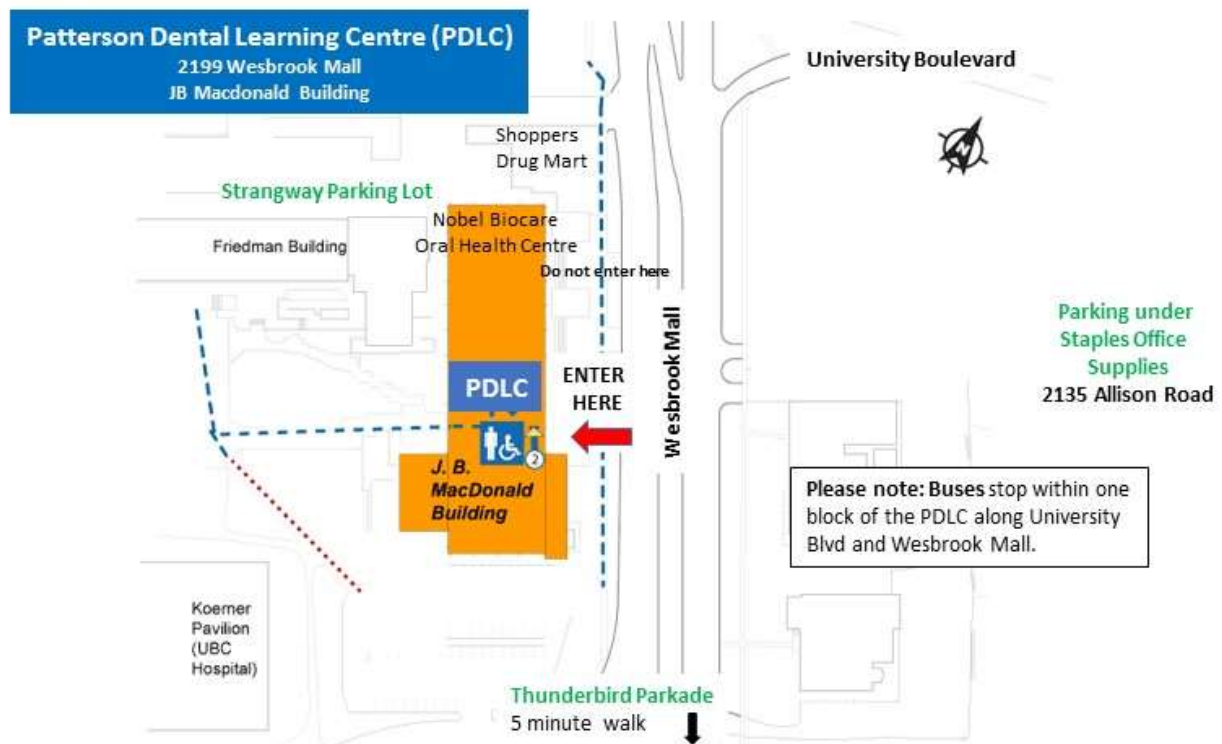 Patterson Dental Learning Centre (PDLC)
2199 Wesbrook Mall
JB Macdonald Building
University Boulevard
Shoppers
Drug Mart
N
Strangway Parking Lot
Nobel Biocare
Oral Health Centre
Friedman Building
Do not enter here
Wesbrook Mall
Parking under
Staples Office
Supplies
2135 Allison Road
PDLC
ENTER
HERE
2
J. B.
MacDonald
Building
Please note: Buses stop within one
block of the PDLC along University
Blvd and Wesbrook Mall.
Koerner
Pavilion
(UBC
Hospital)
Thunderbird Parkade
5 minute walk